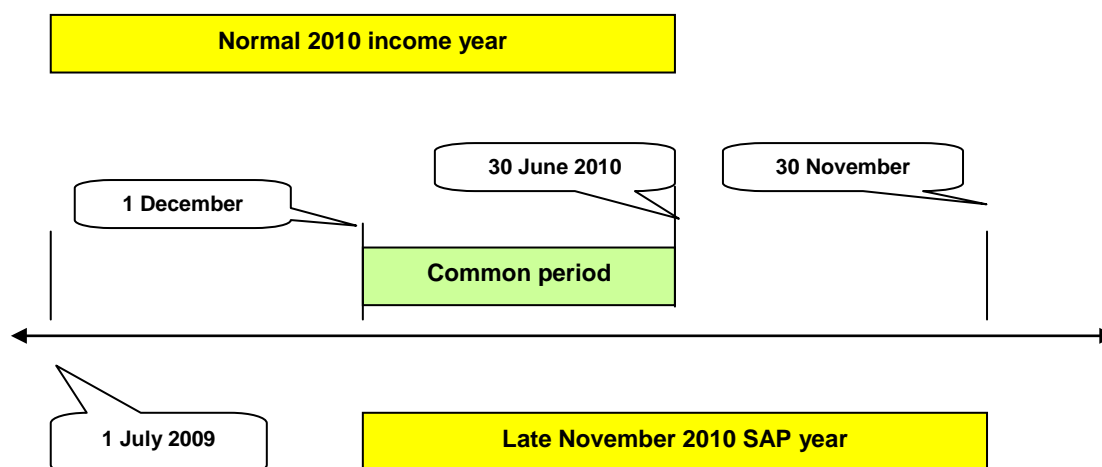 Normal 2010 income year
30 June 2010
30 November
1 December
Common period
1 July 2009
Late November 2010 SAP year